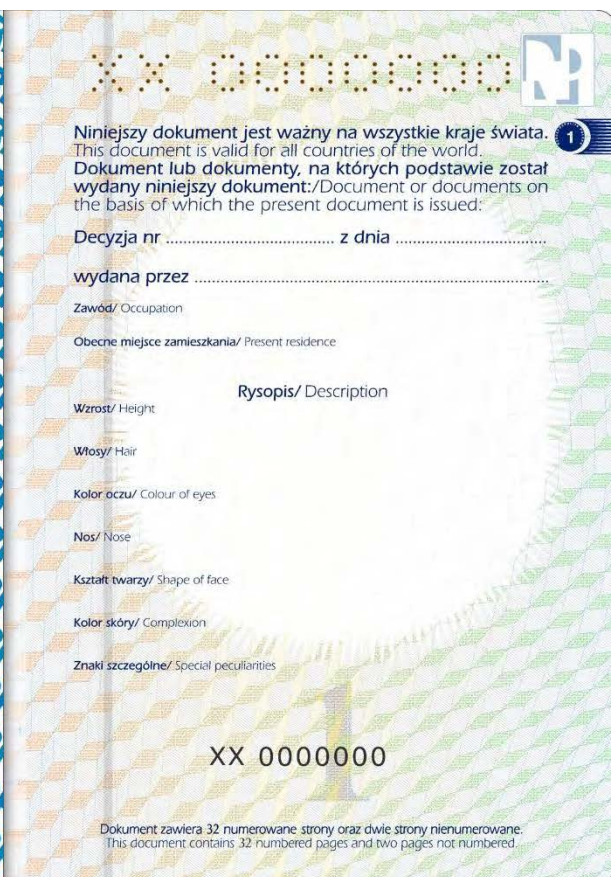 XX 0000000
NP
Niniejszy dokument jest ważny na wszystkie kraje świata.
1
This document is valid for all countries of the world.
Dokument lub dokumenty, na których podstawie został
wydany niniejszy dokument:/Document or documents on
the basis of which the present document is issued:
Decyzja nr ....................................... z dnia ...................................
wydana przez ...................................................................................
Zawód/ Occupation
Obecne miejsce zamieszkania/ Present residence
Rysopis/ Description
Wzrost/ Height
Włosy/ Hair
Kolor oczu/ Colour of eyes
Nos/ Nose
Kształt twarzy/ Shape of face
Kolor skóry/ Complexion
Znaki szczególne/ Special peculiarities
1
XX 0000000
Dokument zawiera 32 numerowane strony oraz dwie strony nienumerowane.
This document contains 32 numbered pages and two pages not numbered.